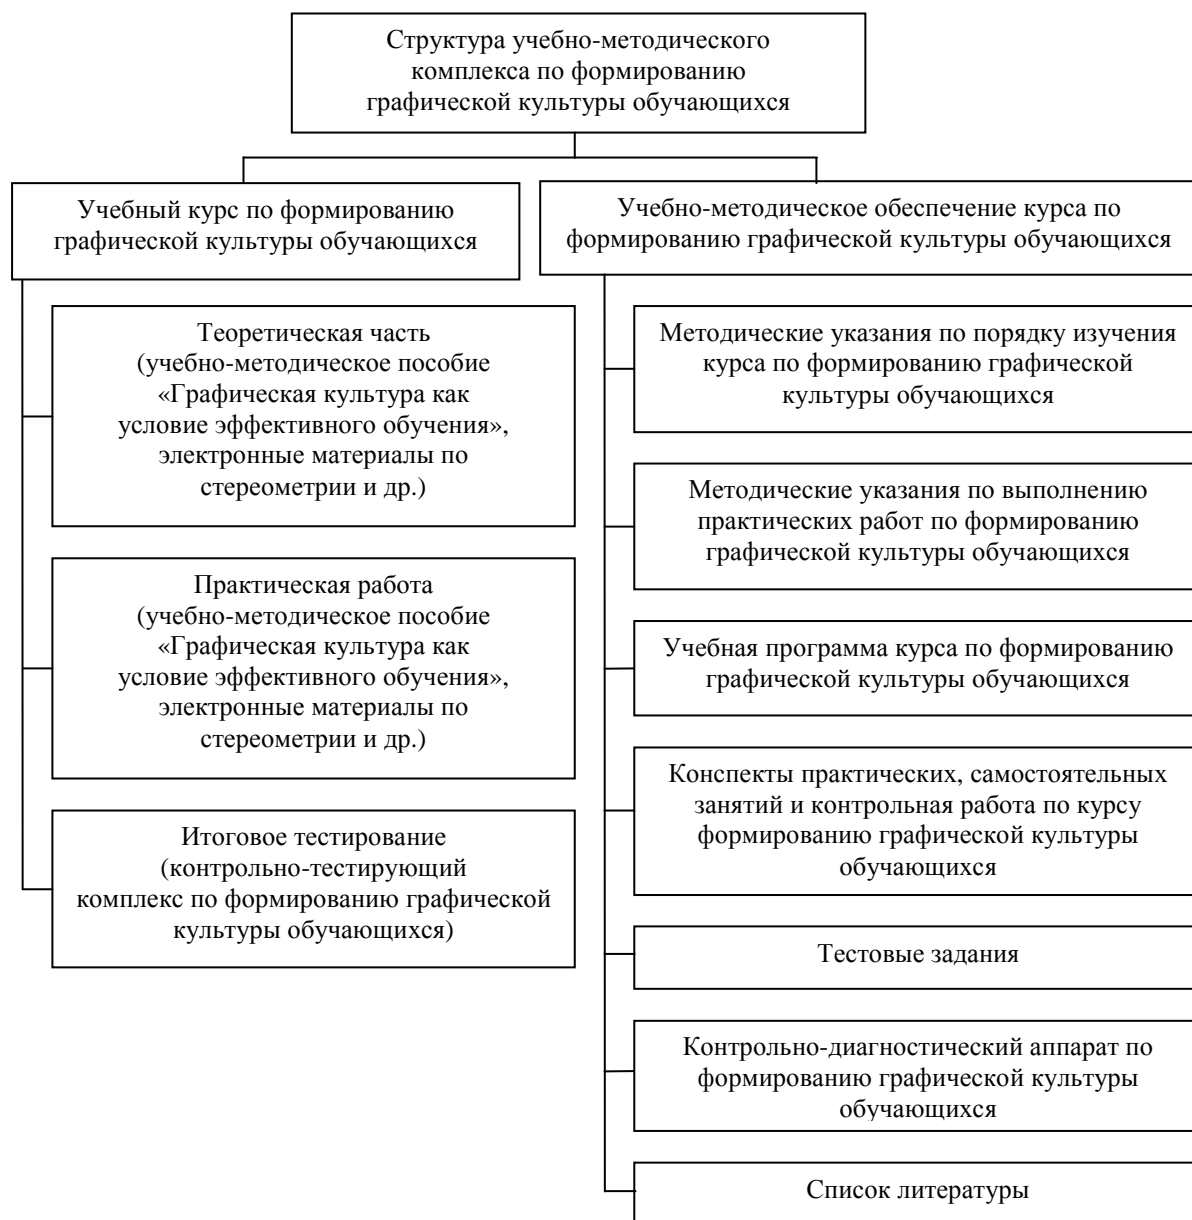 Структура учебно-методического
комплекса по формированию
графической культуры обучающихся
Учебный курс по формированию
графической культуры обучающихся
Теоретическая часть
(учебно-методическое пособие
«Графическая культура как
условие эффективного обучения»,
электронные материалы по
стереометрии и др.)
Практическая работа
(учебно-методическое пособие
«Графическая культура как
условие эффективного обучения»,
электронные материалы по
стереометрии и др.)
Итоговое тестирование
(контрольно-тестирующий
комплекс по формированию графической
культуры обучающихся)
Учебно-методическое обеспечение курса по
формированию графической культуры обучающихся
Методические указания по порядку изучения
курса по формированию графической
культуры обучающихся
Методические указания по выполнению
практических работ по формированию
графической культуры обучающихся
Учебная программа курса по формированию
графической культуры обучающихся
Конспекты практических, самостоятельных
занятий и контрольная работа по курсу
формированию графической культуры
обучающихся
Тестовые задания
Контрольно-диагностический аппарат по
формированию графической культуры
обучающихся
Список литературы